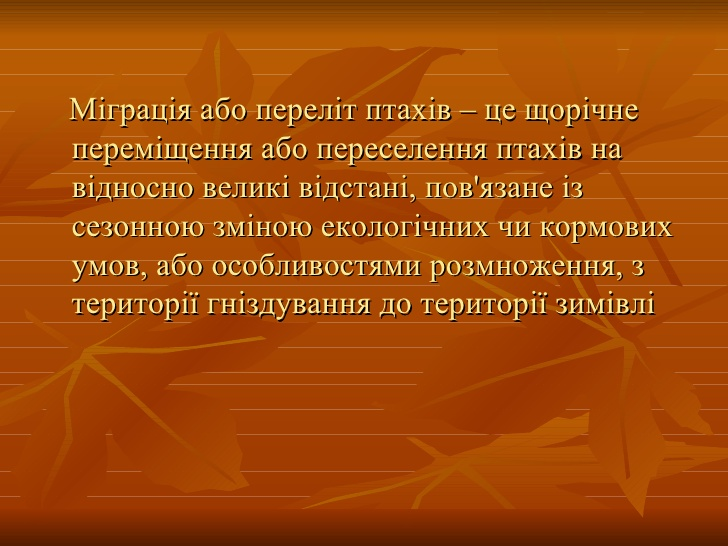 Міграція або переліт птахів – це щорічне
переміщення або переселення птахів на
відносно великі відстані, пов'язане із
сезонною зміною екологічних чи кормових
умов, або особливостями розмноження, з
території гніздування до території зимівлі